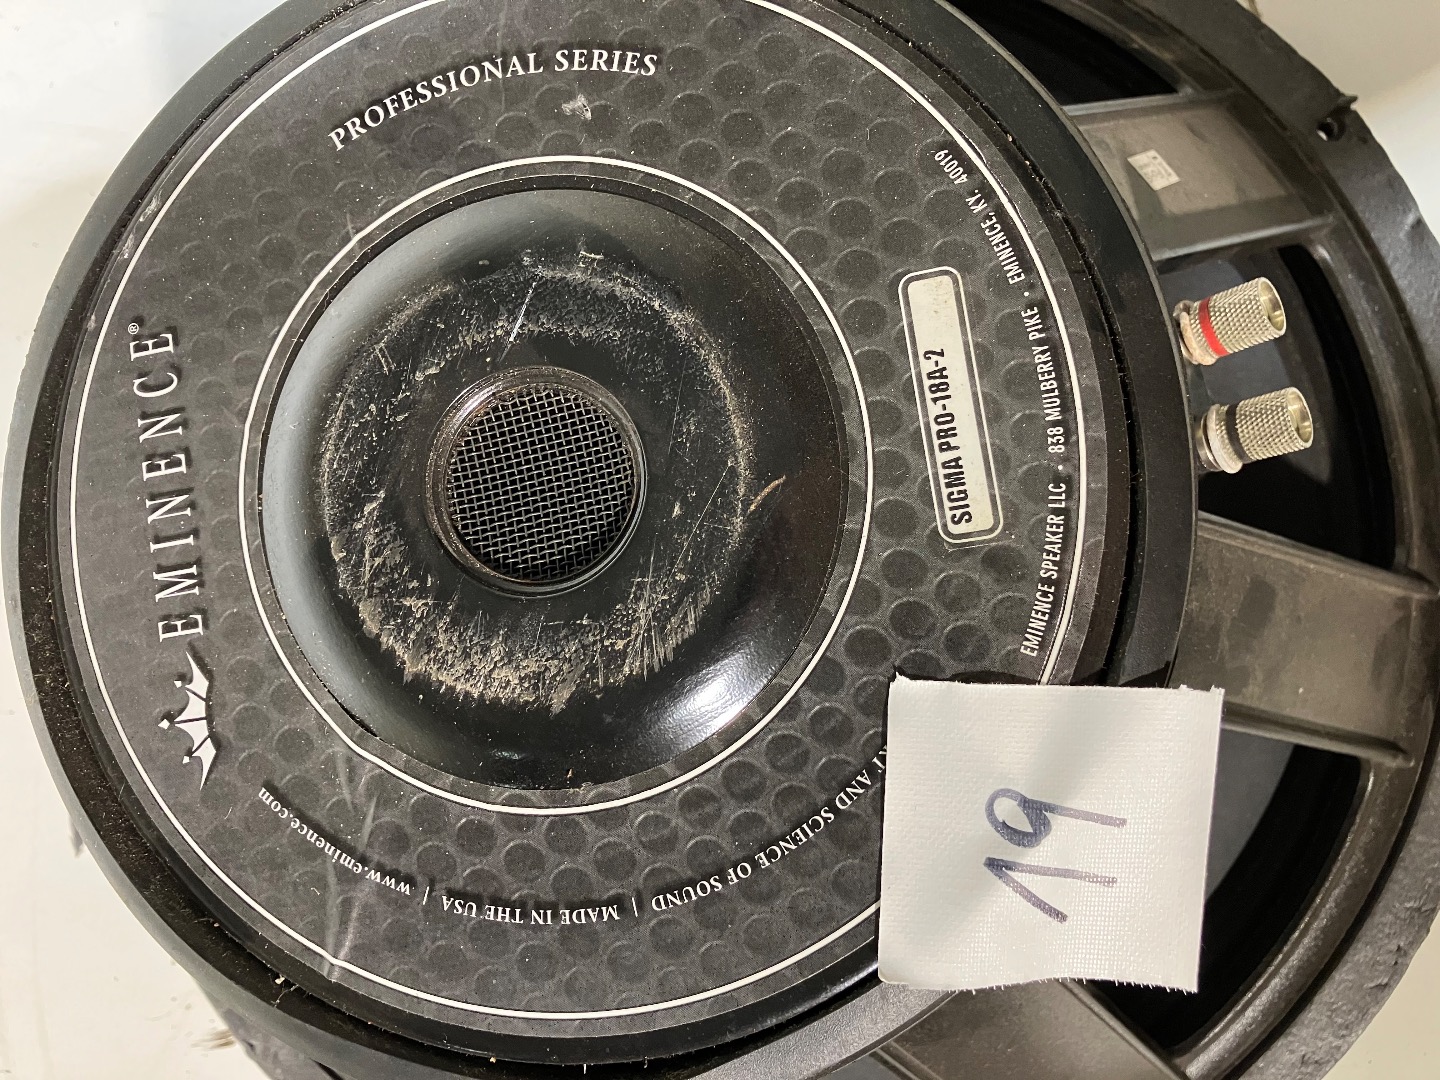 PROFESSIONAL SERIES
EMINENCE®
SIGMA PRO-18A-2
EMINENCE SPEAKER LLC • 838 MULBERRY PIKE • EMINENCE, KY. 40019
AND SCIENCE OF SOUND | MADE IN THE USA | www.eminence.com
19